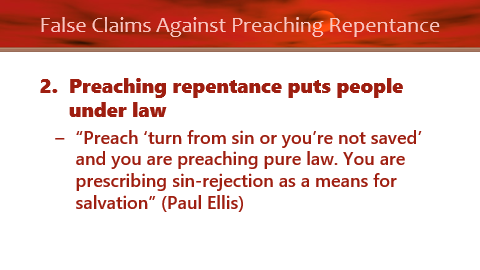 False Claims Against Preaching Repentance
2. Preaching repentance puts people
under law
– “Preach ‘turn from sin or you’re not saved’
and you are preaching pure law. You are
prescribing sin-rejection as a means for
salvation” (Paul Ellis)